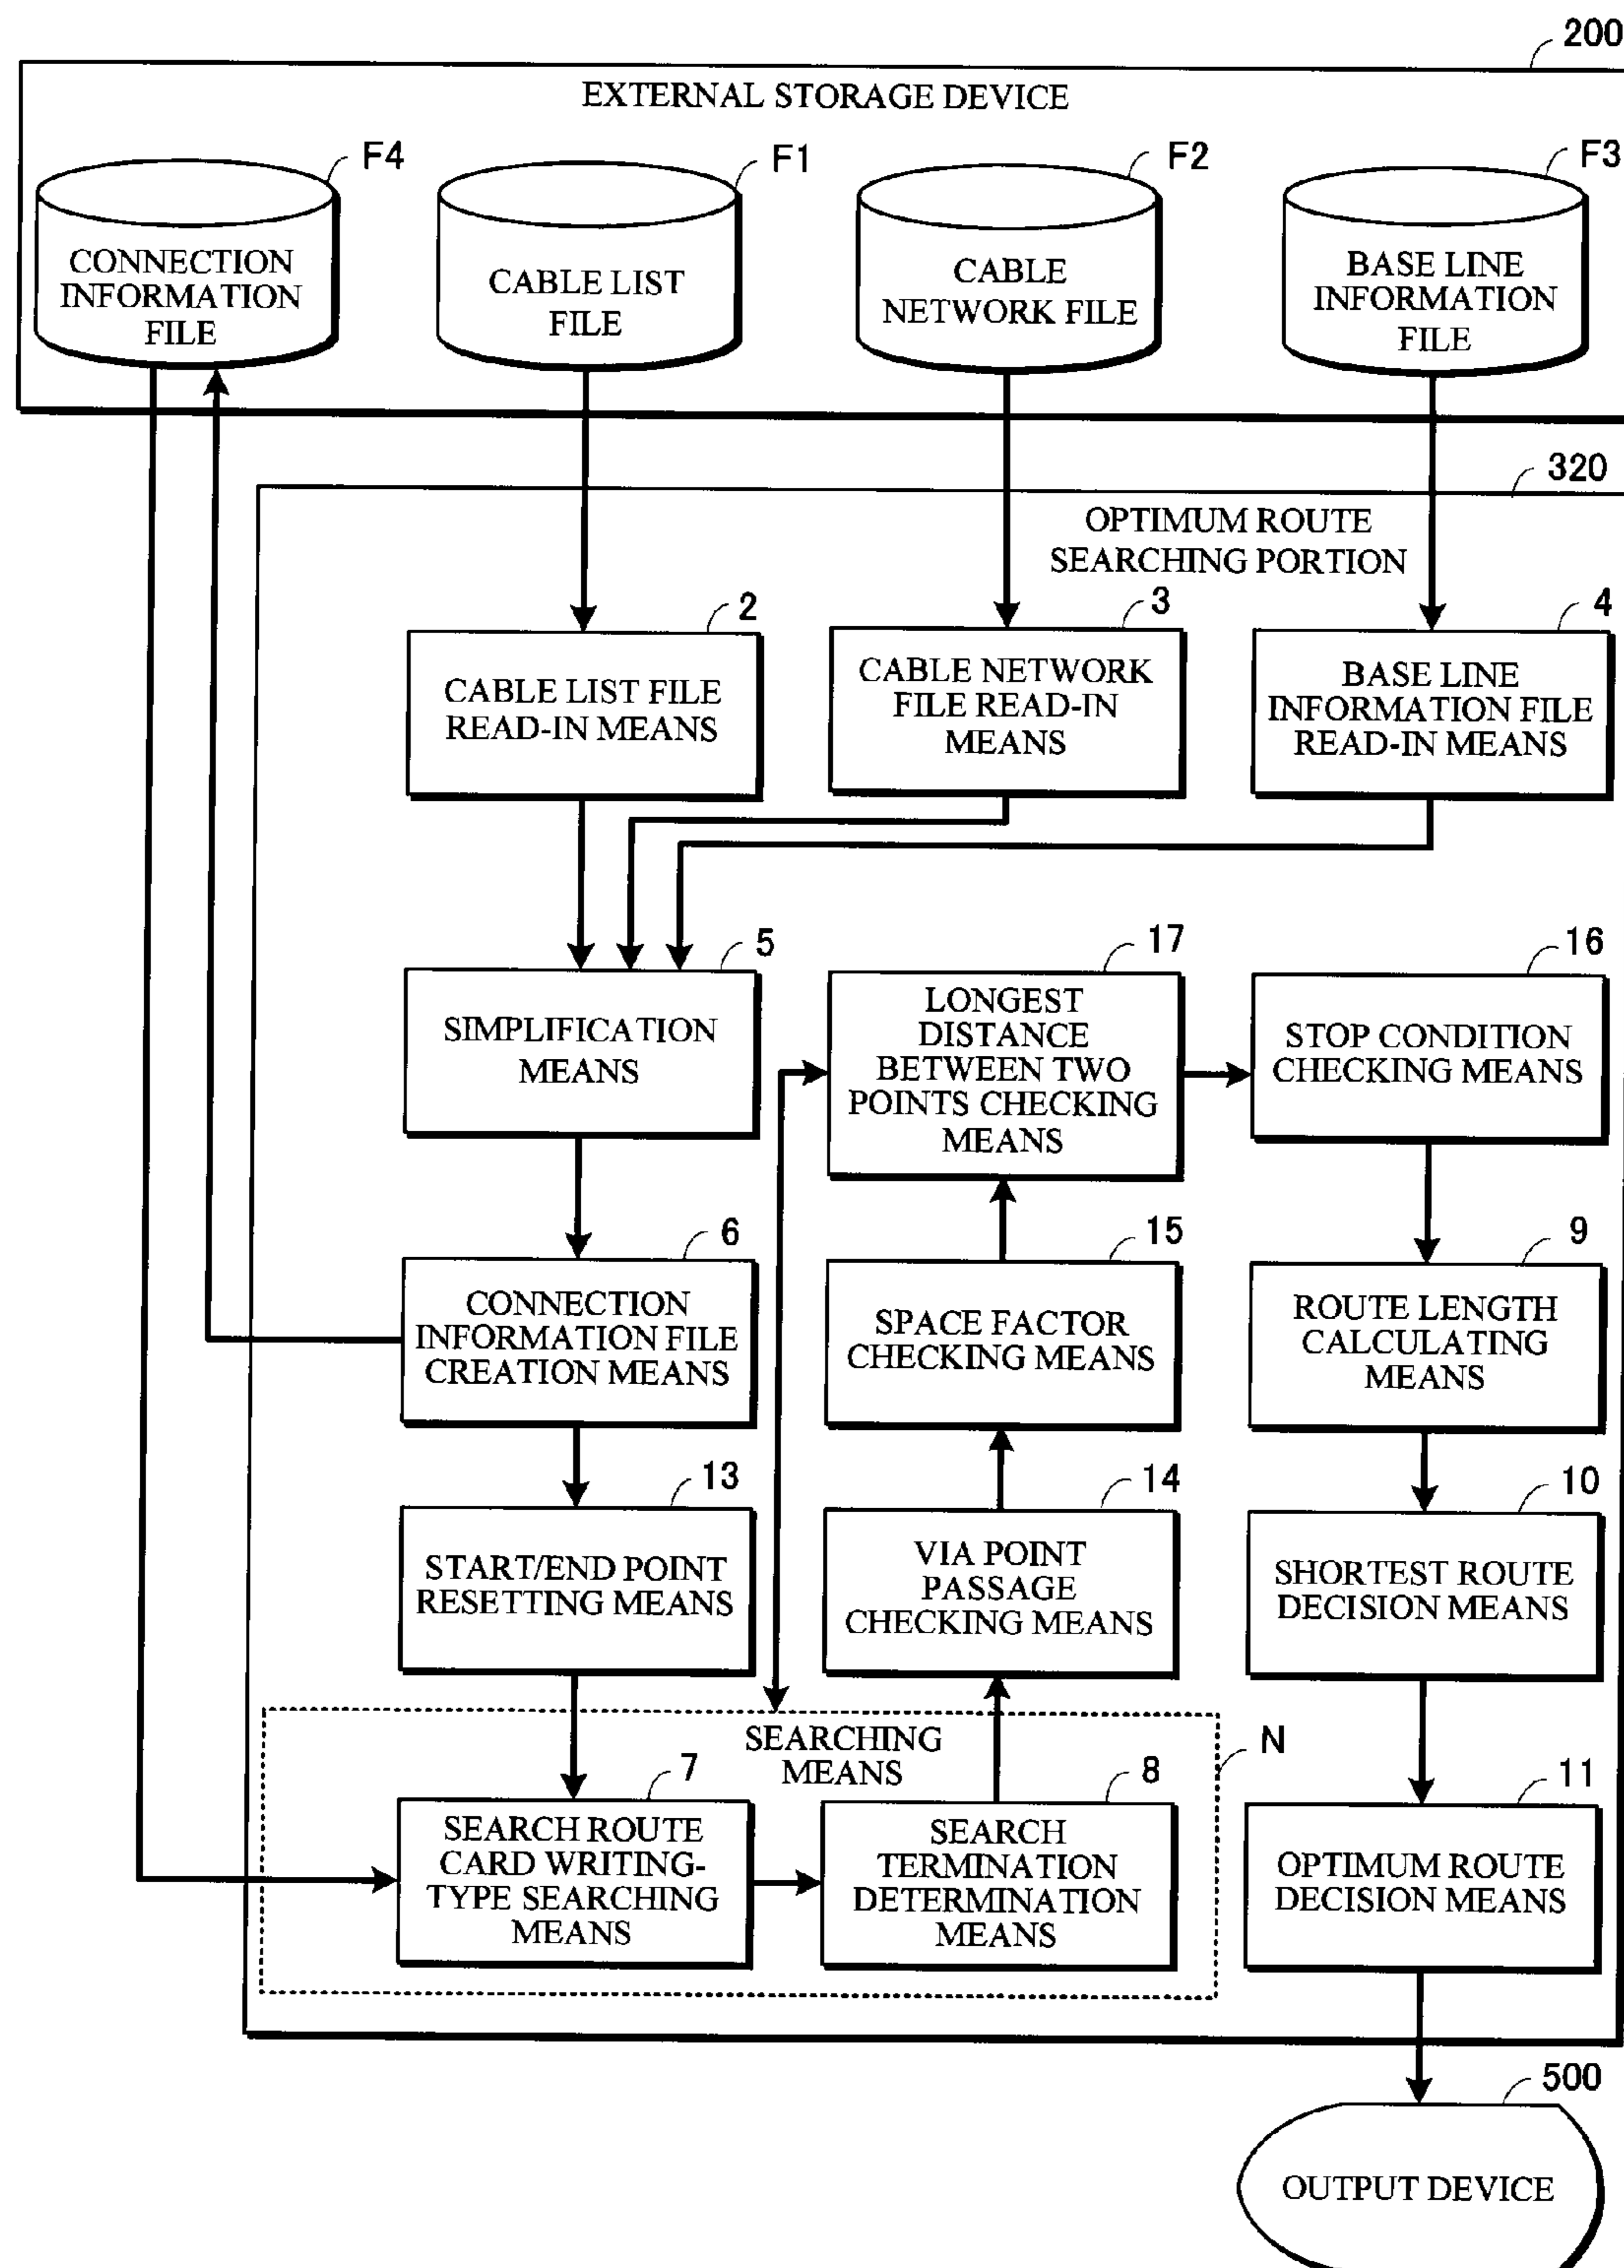 200
EXTERNAL STORAGE DEVICE
F4
F1
F2
F3
CONNECTION
INFORMATION
FILE
CABLE LIST
FILE
CABLE
NETWORK FILE
BASE LINE
INFORMATION
FILE
320
OPTIMUM ROUTE
SEARCHING PORTION
2
3
4
CABLE LIST FILE
READ-IN MEANS
CABLE NETWORK
FILE READ-IN
MEANS
BASE LINE
INFORMATION FILE
READ-IN MEANS
5
17
16
SIMPLIFICATION
MEANS
LONGEST
DISTANCE
BETWEEN TWO
POINTS CHECKING
MEANS
STOP CONDITION
CHECKING MEANS
6
15
9
CONNECTION
INFORMATION FILE
CREATION MEANS
SPACE FACTOR
CHECKING MEANS
ROUTE LENGTH
CALCULATING
MEANS
13
14
10
START/END POINT
RESETTING MEANS
VIA POINT
PASSAGE
CHECKING MEANS
SHORTEST ROUTE
DECISION MEANS
SEARCHING
MEANS
N
7
8
11
SEARCH ROUTE
CARD WRITING-
TYPE SEARCHING
MEANS
SEARCH
TERMINATION
DETERMINATION
MEANS
OPTIMUM ROUTE
DECISION MEANS
500
OUTPUT DEVICE